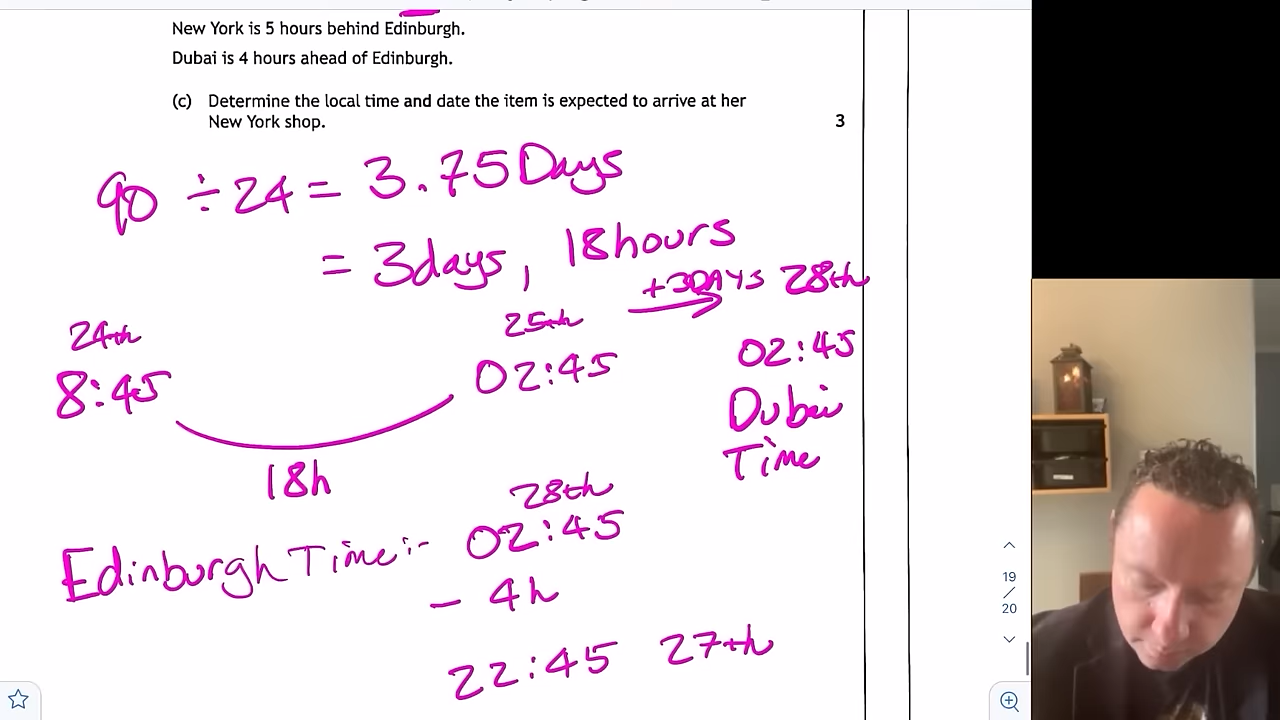 New York is 5 hours behind Edinburgh.
Dubai is 4 hours ahead of Edinburgh.
(c) Determine the local time and date the item is expected to arrive at her
New York shop.
3
90 ÷ 24 = 3.75 Days
= 3days, 18hours
+3DAYS 28th
24th
25th
8:45
02:45
02:45
Dubai
Time
18h
28th
Edinburgh Time:- 02:45
- 4h
22:45 27th
19
/
20